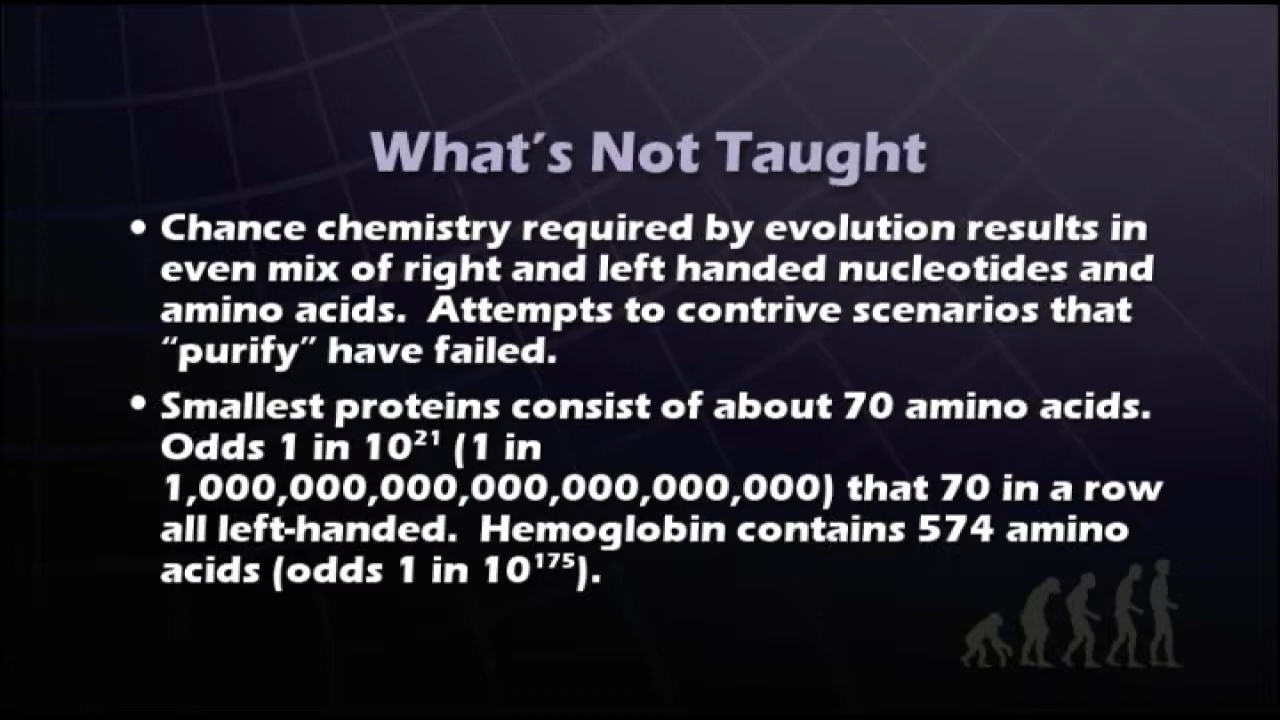 What's Not Taught
• Chance chemistry required by evolution results in
even mix of right and left handed nucleotides and
amino acids.  Attempts to contrive scenarios that
“purify” have failed.
• Smallest proteins consist of about 70 amino acids.
Odds 1 in 10²¹ (1 in
1,000,000,000,000,000,000,000) that 70 in a row
all left-handed.  Hemoglobin contains 574 amino
acids (odds 1 in 10¹⁷⁵).